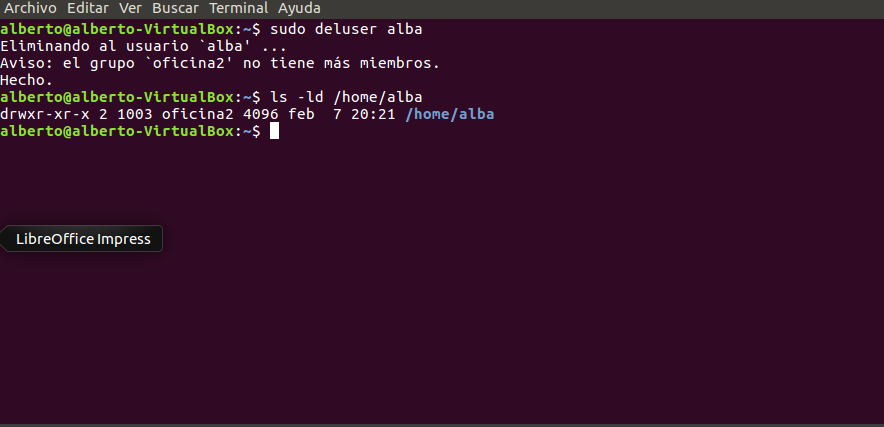 Archivo Editar Ver Buscar Terminal Ayuda
alberto@alberto-VirtualBox:~$ sudo deluser alba
Eliminando al usuario `alba' ...
Aviso: el grupo `oficina2' no tiene más miembros.
Hecho.
alberto@alberto-VirtualBox:~$ ls -ld /home/alba
drwxr-xr-x 2 1003 oficina2 4096 feb  7 20:21 /home/alba
alberto@alberto-VirtualBox:~$
LibreOffice Impress